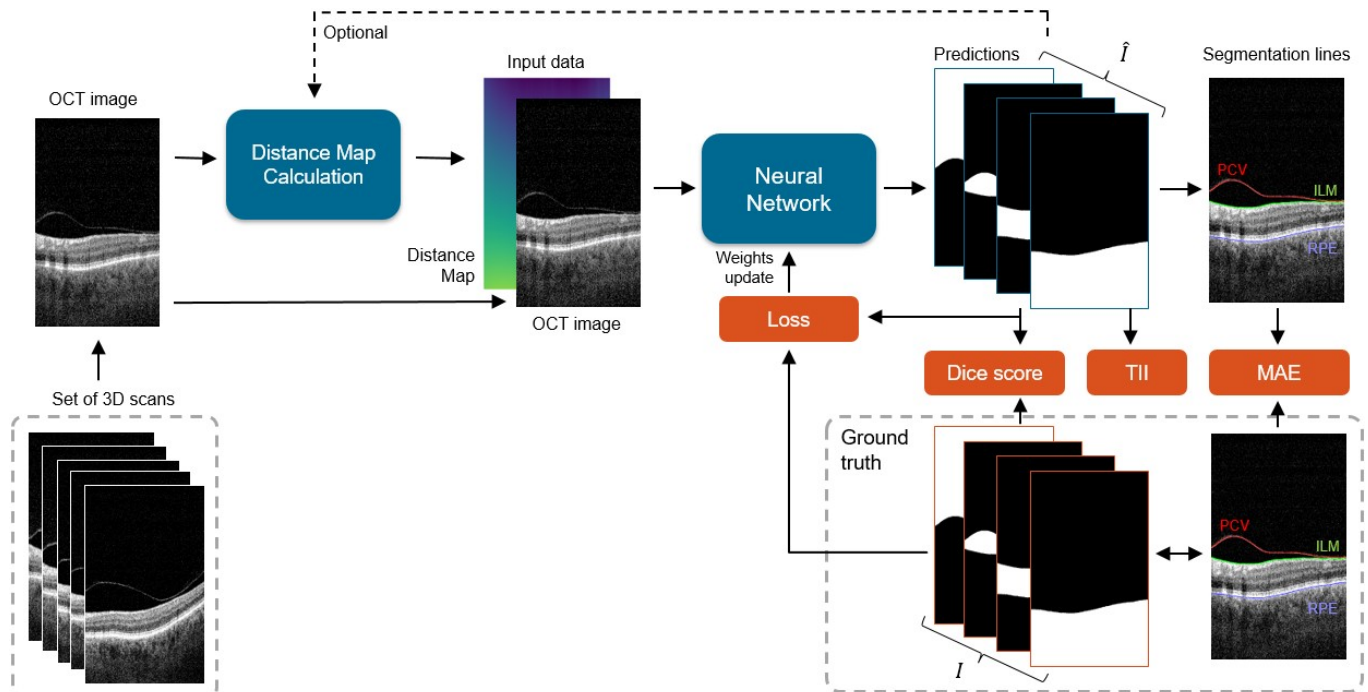 Optional
OCT image
Distance Map
Calculation
Input data
Distance
Map
OCT image
Neural
Network
Weights
update
Loss
Predictions
Î
Segmentation lines
PCV
ILM
RPE
Dice score
TII
MAE
Set of 3D scans
Ground
truth
I
PCV
ILM
RPE